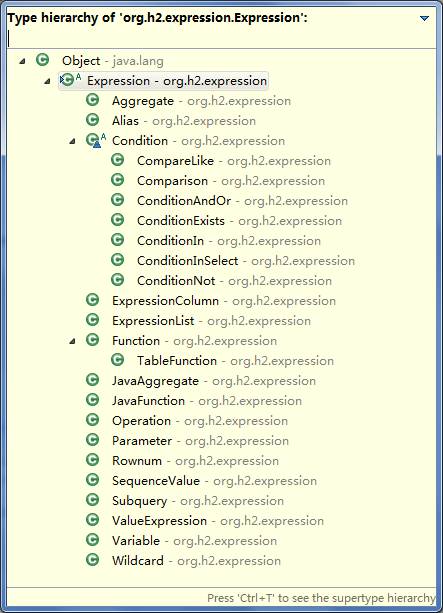 Type hierarchy of 'org.h2.expression.Expression':
Object - java.lang
Expression - org.h2.expression
Aggregate - org.h2.expression
Alias - org.h2.expression
Condition - org.h2.expression
CompareLike - org.h2.expression
Comparison - org.h2.expression
ConditionAndOr - org.h2.expression
ConditionExists - org.h2.expression
ConditionIn - org.h2.expression
ConditionInSelect - org.h2.expression
ConditionNot - org.h2.expression
ExpressionColumn - org.h2.expression
ExpressionList - org.h2.expression
Function - org.h2.expression
TableFunction - org.h2.expression
JavaAggregate - org.h2.expression
JavaFunction - org.h2.expression
Operation - org.h2.expression
Parameter - org.h2.expression
Rownum - org.h2.expression
SequenceValue - org.h2.expression
Subquery - org.h2.expression
ValueExpression - org.h2.expression
Variable - org.h2.expression
Wildcard - org.h2.expression
Press 'Ctrl+T' to see the supertype hierarchy